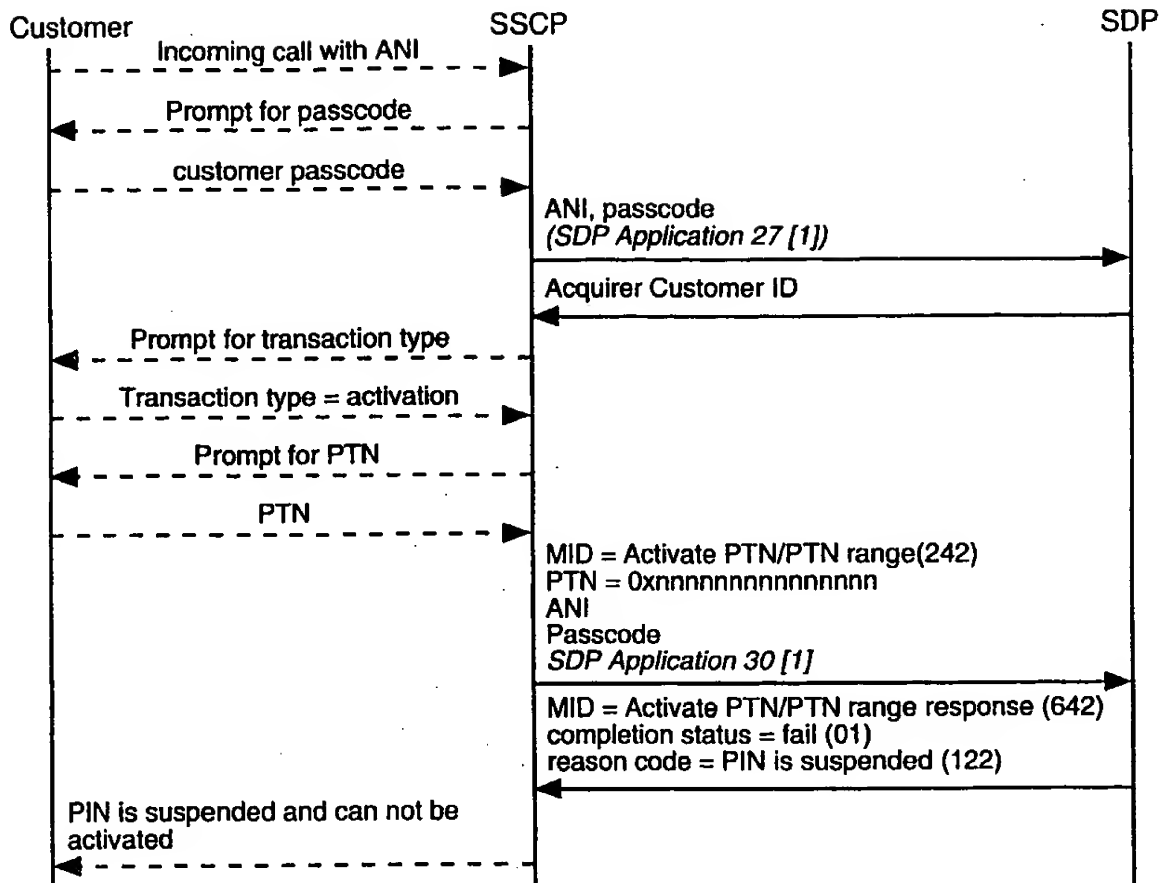 Customer
SSCP
SDP
Incoming call with ANI
Prompt for passcode
customer passcode
ANI, passcode
(SDP Application 27 [1])
Acquirer Customer ID
Prompt for transaction type
Transaction type = activation
Prompt for PTN
PTN
MID = Activate PTN/PTN range(242)
PTN = 0xnnnnnnnnnnnnnnnn
ANI
Passcode
SDP Application 30 [1]
MID = Activate PTN/PTN range response (642)
completion status = fail (01)
reason code = PIN is suspended (122)
PIN is suspended and can not be
activated